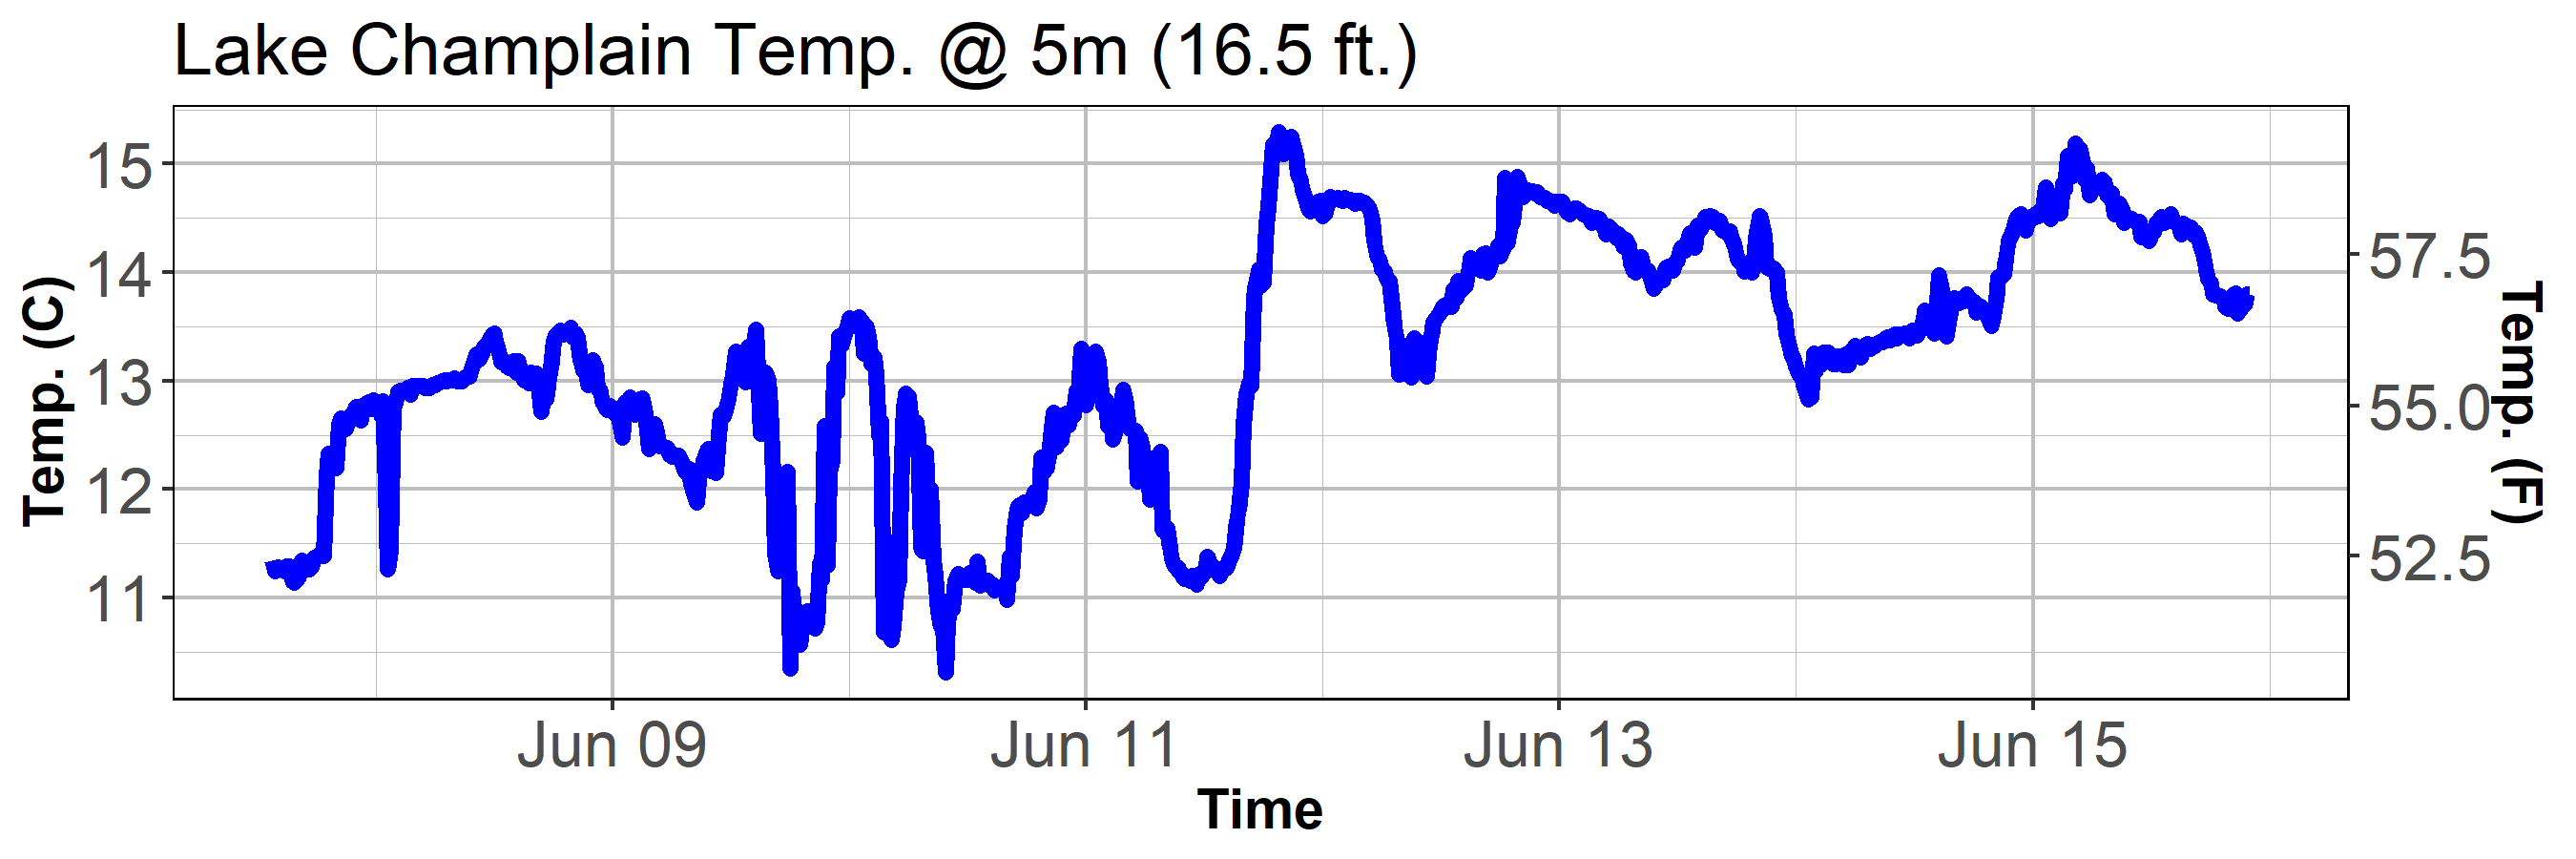 Lake Champlain Temp. @ 5m (16.5 ft.)
Temp. (C)
15
14
13
12
11
57.5
55.0
52.5
Temp. (F)
Jun 09
Jun 11
Jun 13
Jun 15
Time